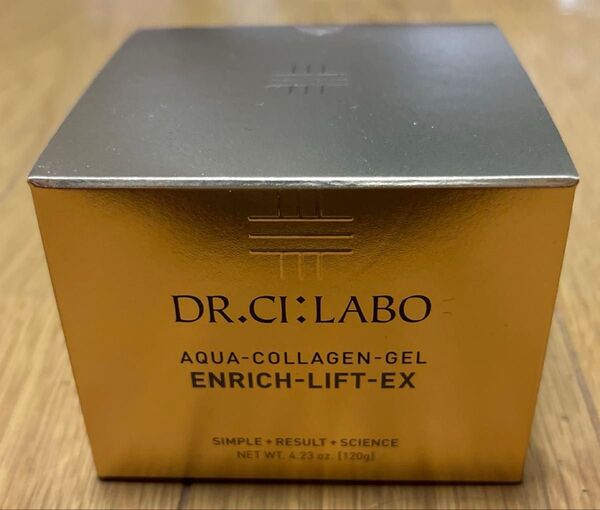 DR.CI:LABO
AQUA-COLLAGEN-GEL
ENRICH-LIFT-EX
SIMPLE + RESULT + SCIENCE
NET WT. 4.23 oz. [120g]